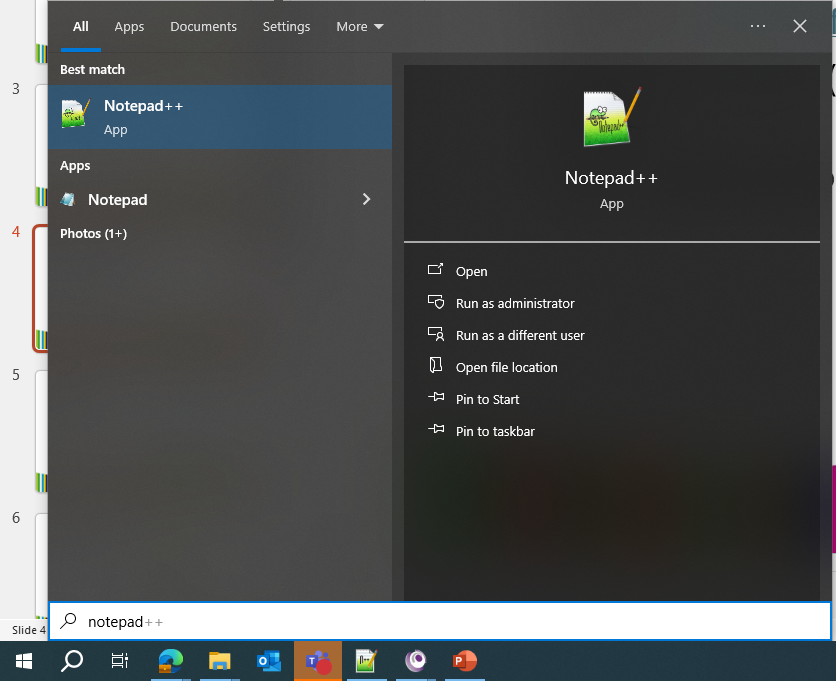 All Apps Documents Settings More
Best match
Notepad++
App
Apps
Notepad
Photos (1+)
Notepad++
App
Open
Run as administrator
Run as a different user
Open file location
Pin to Start
Pin to taskbar
3
4
5
6
Slide 4
notepad++